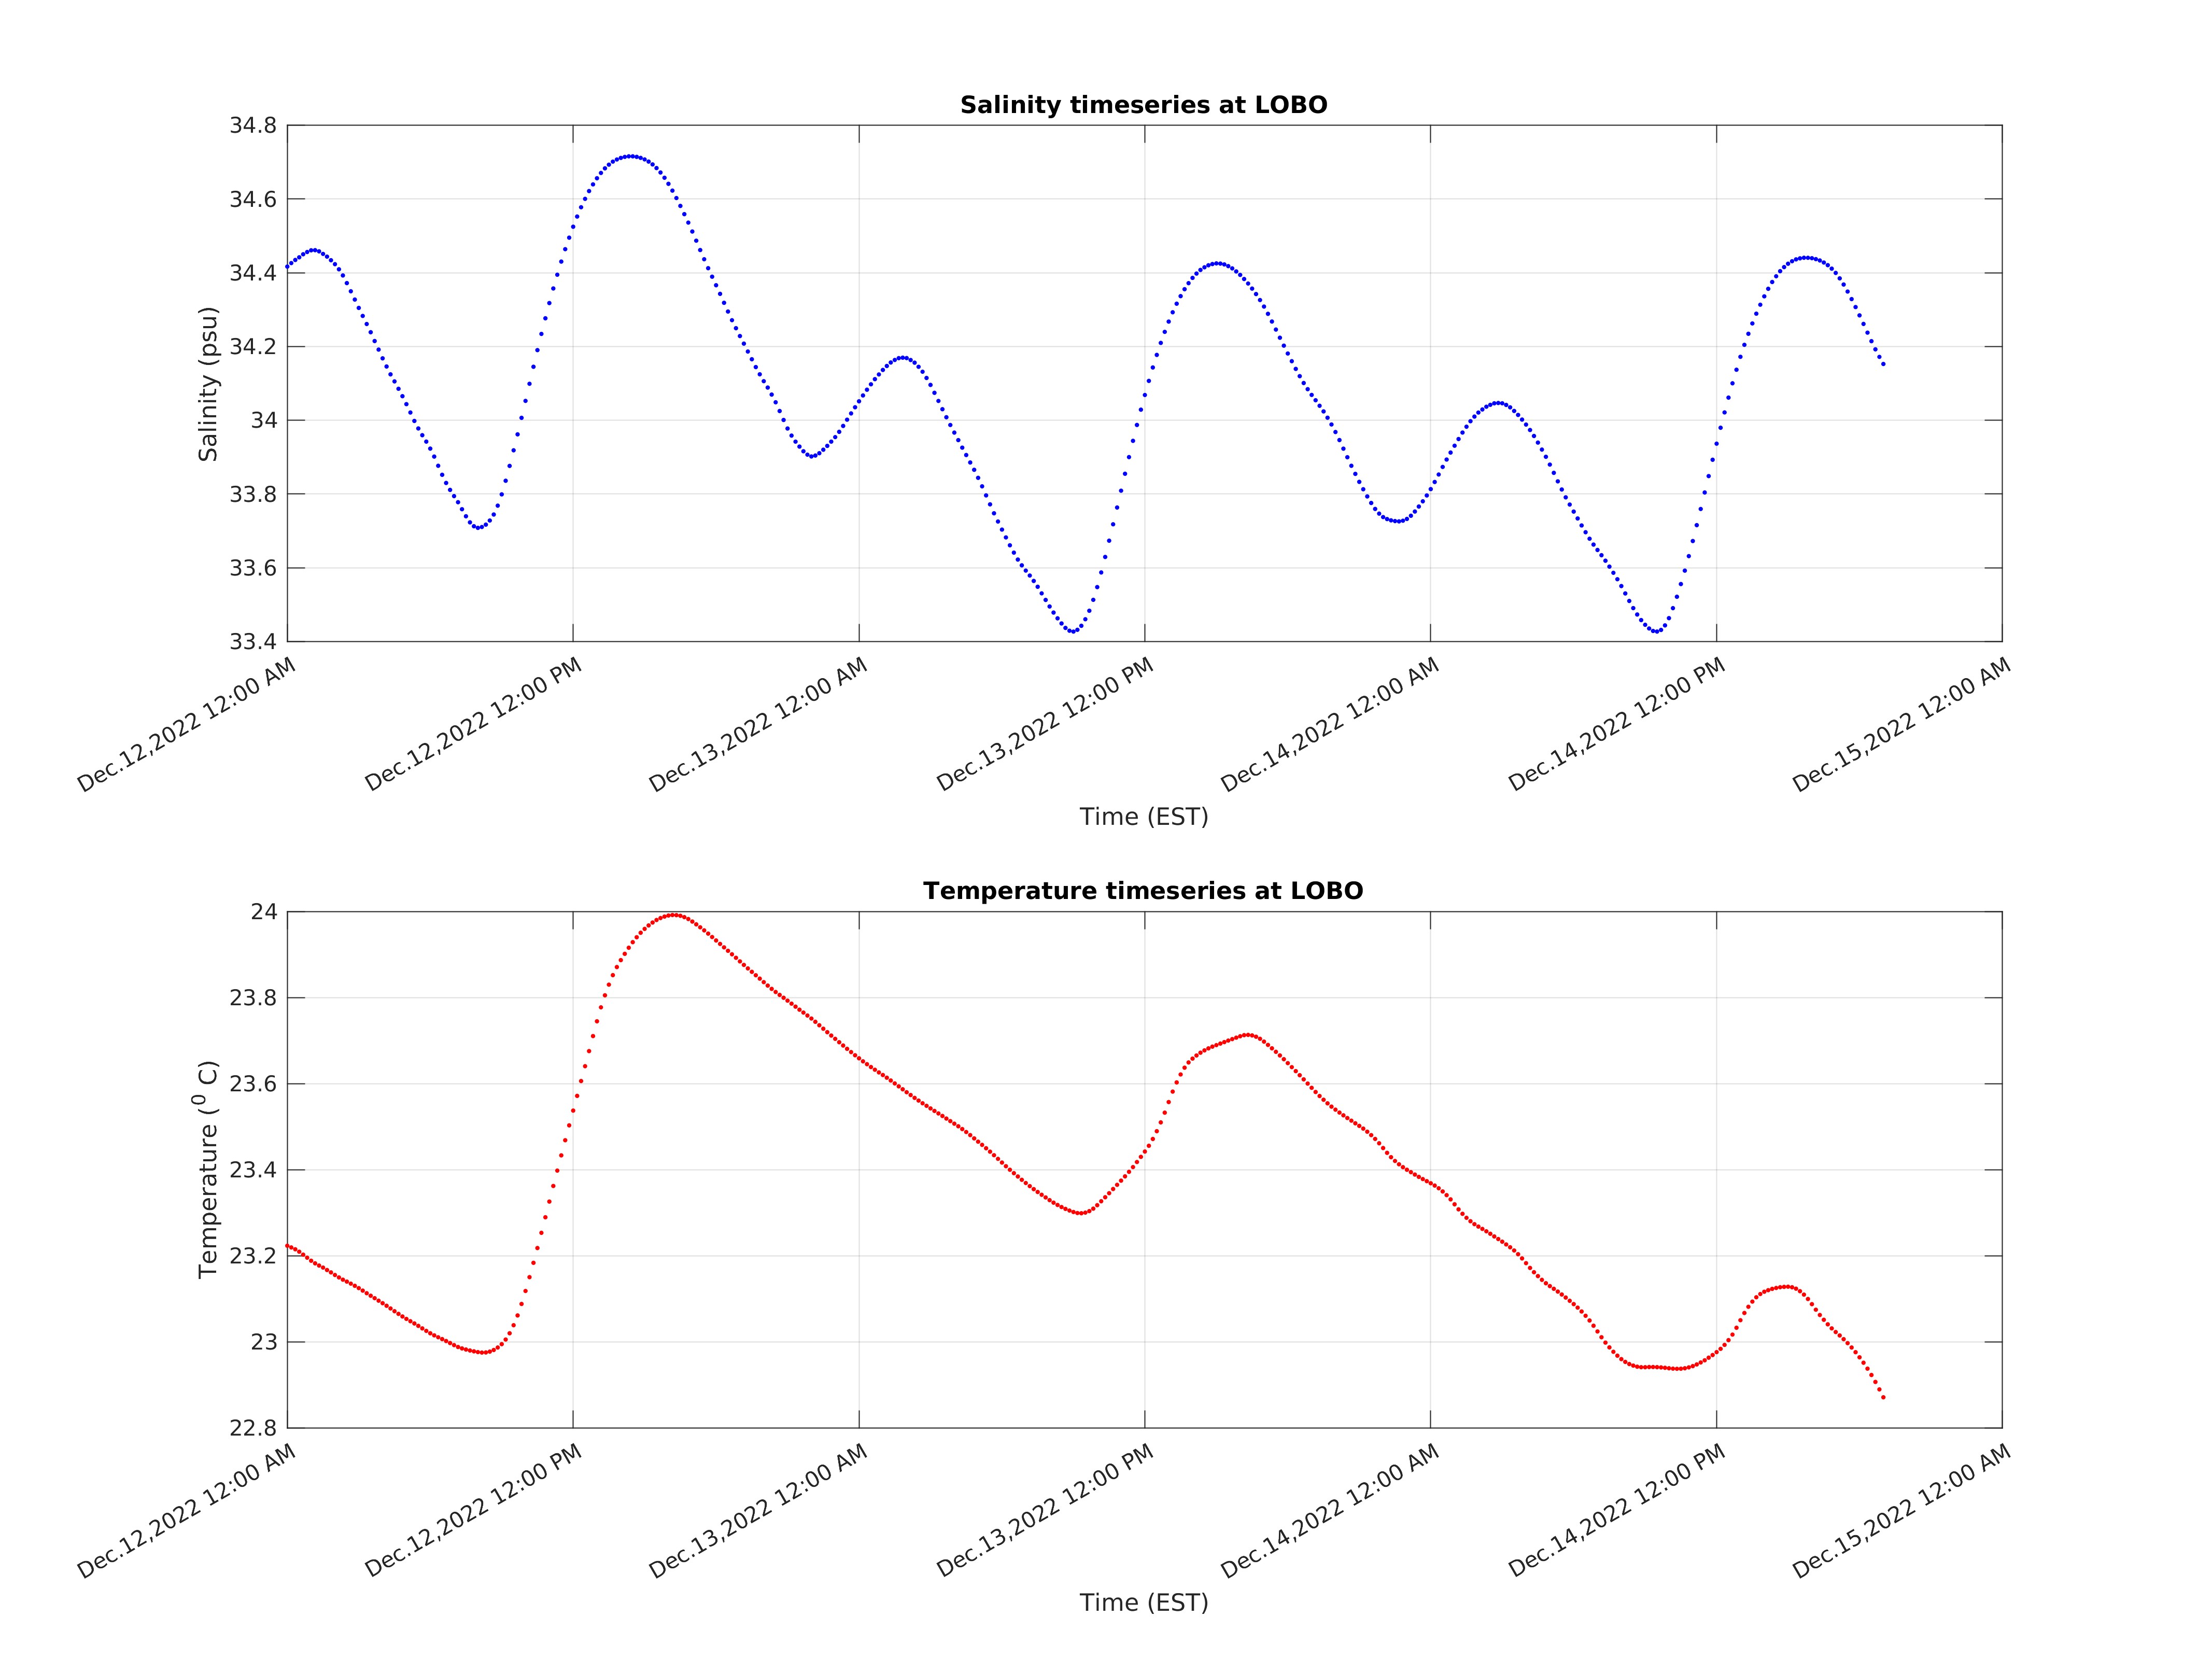 Salinity timeseries at LOBO
34.8
34.6
34.4
34.2
34
33.8
33.6
33.4
Salinity (psu)
Dec.12,2022 12:00 AM
Dec.12,2022 12:00 PM
Dec.13,2022 12:00 AM
Dec.13,2022 12:00 PM
Dec.14,2022 12:00 AM
Dec.14,2022 12:00 PM
Dec.15,2022 12:00 AM
Time (EST)
Temperature timeseries at LOBO
24
23.8
23.6
23.4
23.2
23
22.8
Temperature (⁰ C)
Dec.12,2022 12:00 AM
Dec.12,2022 12:00 PM
Dec.13,2022 12:00 AM
Dec.13,2022 12:00 PM
Dec.14,2022 12:00 AM
Dec.14,2022 12:00 PM
Dec.15,2022 12:00 AM
Time (EST)